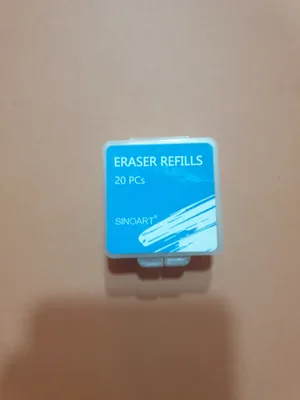 ERASER REFILLS
20 PCs
SINOART®